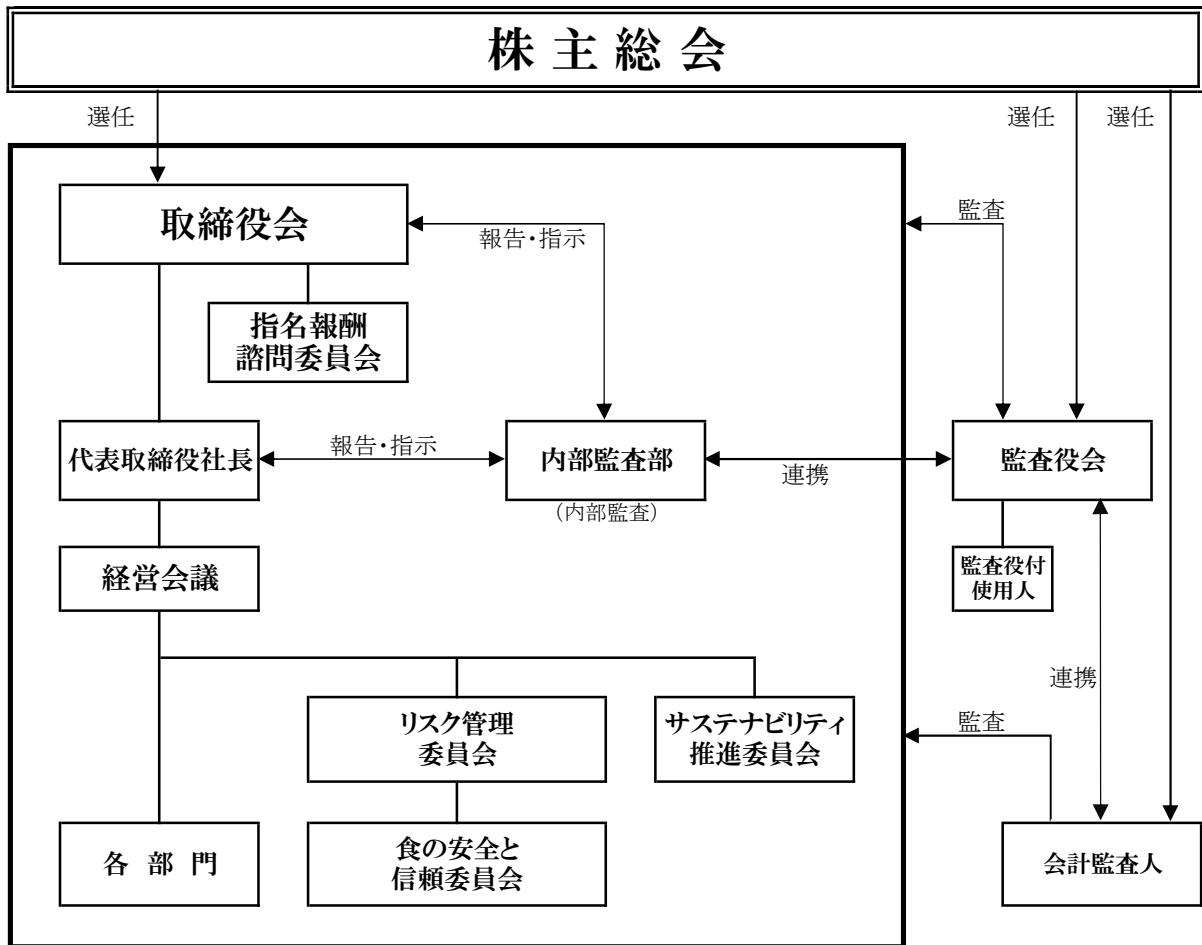 株主総会
選任
選任
選任
取締役会
報告・指示
監査
指名報酬
諮問委員会
代表取締役社長
報告・指示
内部監査部
(内部監査)
連携
監査役会
経営会議
監査役付
使用人
連携
リスク管理
委員会
サステナビリティ
推進委員会
監査
各部門
食の安全と
信頼委員会
会計監査人